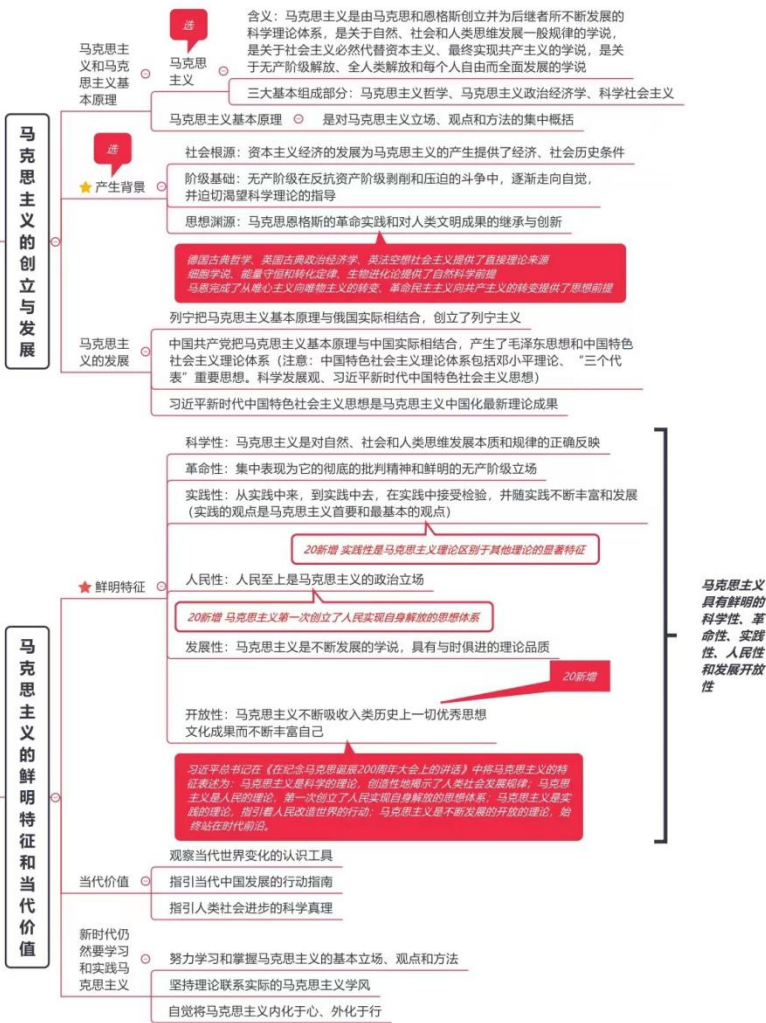 马克思主义的创立与发展
马克思主
义和马克
思主义基
本原理
选
马克思
主义
含义：马克思主义是由马克思和恩格斯创立并为后继者所不断发展的
科学理论体系，是关于自然、社会和人类思维发展一般规律的学说，
是关于社会主义必然代替资本主义、最终实现共产主义的学说，是关
于无产阶级解放、全人类解放和每个人自由而全面发展的学说
三大基本组成部分：马克思主义哲学、马克思主义政治经济学、科学社会主义
马克思主义基本原理
是对马克思主义立场、观点和方法的集中概括
选
产生背景
社会根源：资本主义经济的发展为马克思主义的产生提供了经济、社会历史条件
阶级基础：无产阶级在反抗资产阶级剥削和压迫的斗争中，逐渐走向自觉，
并迫切渴望科学理论的指导
思想渊源：马克思恩格斯的革命实践和对人类文明成果的继承与创新
德国古典哲学、英国古典政治经济学、英法空想社会主义提供了直接理论来源
细胞学说、能量守恒和转化定律、生物进化论提供了自然科学前提
马恩完成了从唯心主义向唯物主义的转变、革命民主主义向共产主义的转变提供了思想前提
马克思主
义的发展
列宁把马克思主义基本原理与俄国实际相结合，创立了列宁主义
中国共产党把马克思主义基本原理与中国实际相结合，产生了毛泽东思想和中国特色
社会主义理论体系（注意：中国特色社会主义理论体系包括邓小平理论、“三个代
表”重要思想。科学发展观、习近平新时代中国特色社会主义思想）
习近平新时代中国特色社会主义思想是马克思主义中国化最新理论成果
马克思主义的鲜明特征和当代价值
鲜明特征
科学性：马克思主义是对自然、社会和人类思维发展本质和规律的正确反映
革命性：集中表现为它的彻底的批判精神和鲜明的无产阶级立场
实践性：从实践中来，到实践中去，在实践中接受检验，并随实践不断丰富和发展
（实践的观点是马克思主义首要和最基本的观点）
20新增 实践性是马克思主义理论区别于其他理论的显著特征
人民性：人民至上是马克思主义的政治立场
20新增 马克思主义第一次创立了人民实现自身解放的思想体系
发展性：马克思主义是不断发展的学说，具有与时俱进的理论品质
20新增
开放性：马克思主义不断吸收入类历史上一切优秀思想
文化成果而不断丰富自己
习近平总书记在《在纪念马克思诞辰200周年大会上的讲话》中将马克思主义的特
征表述为：马克思主义是科学的理论，创造性地揭示了人类社会发展规律；马克思
主义是人民的理论，第一次创立了人民实现自身解放的思想体系；马克思主义是实
践的理论，指引着人民改造世界的行动；马克思主义是不断发展的开放的理论，始
终站在时代前沿。
马克思主义
具有鲜明的
科学性、革
命性、实践
性、人民性
和发展开放
性
当代价值
观察当代世界变化的认识工具
指引当代中国发展的行动指南
指引人类社会进步的科学真理
新时代仍
然要学习
和实践马
克思主义
努力学习和掌握马克思主义的基本立场、观点和方法
坚持理论联系实际的马克思主义学风
自觉将马克思主义内化于心、外化于行